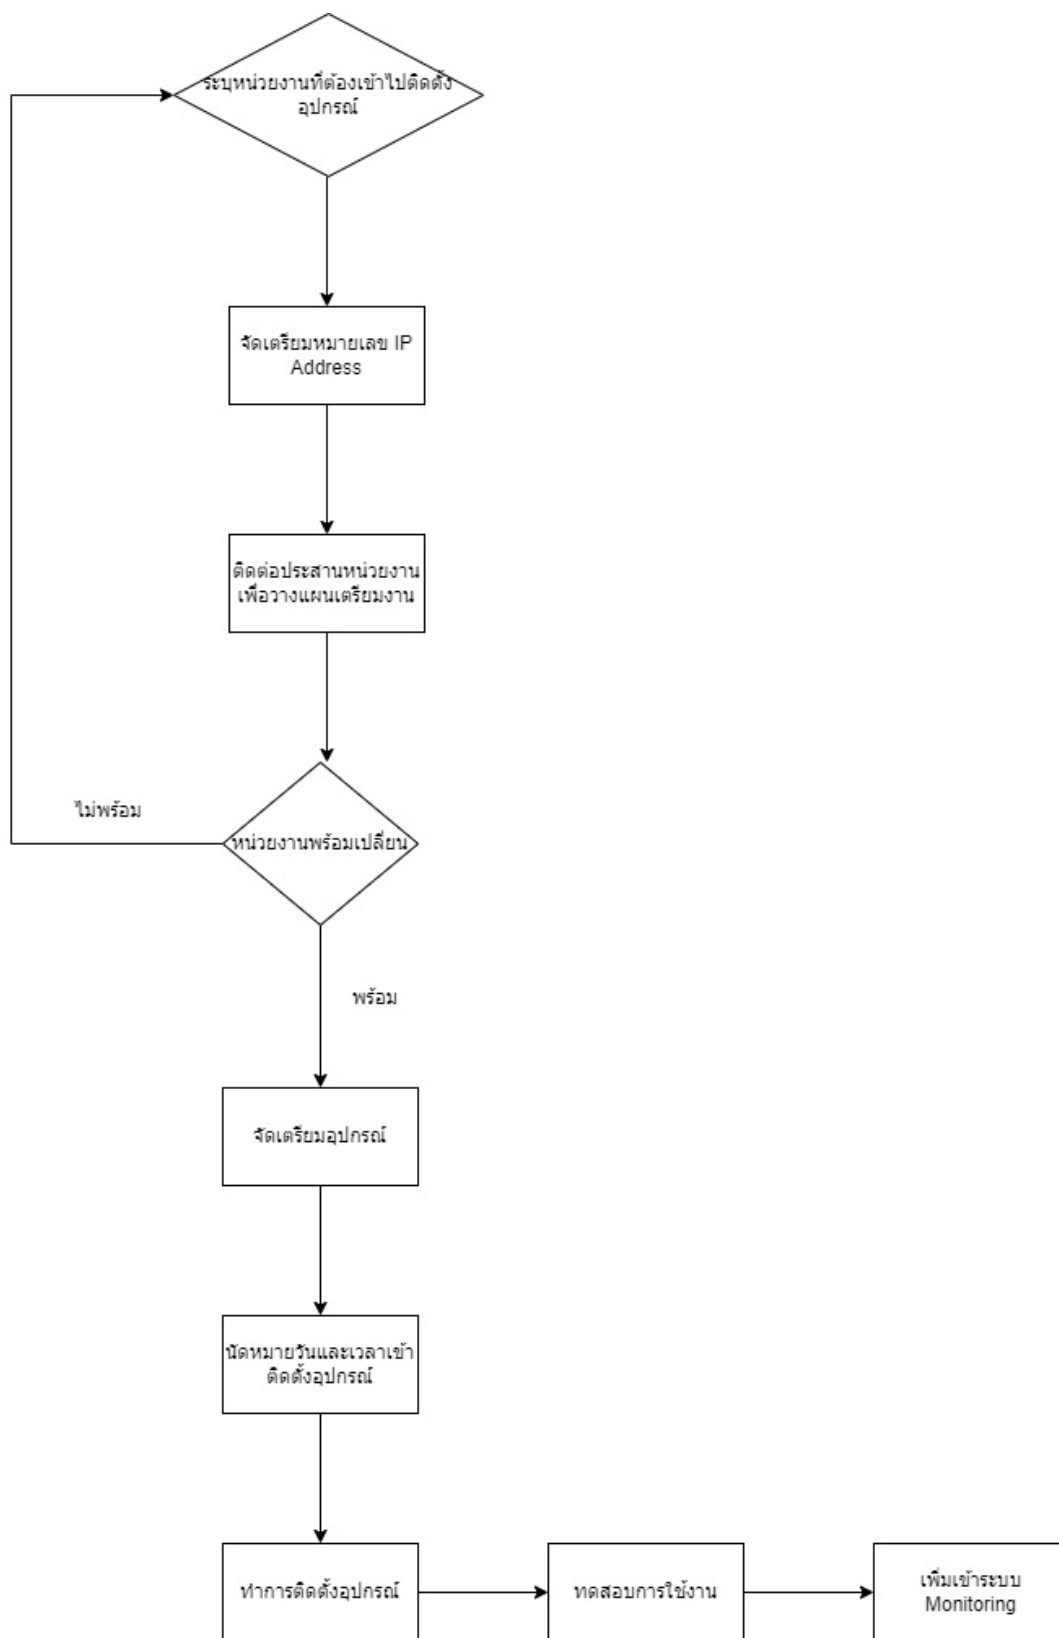 ระบุหน่วยงานที่ต้องเข้าไปติดตั้ง
อุปกรณ์
จัดเตรียมหมายเลข IP
Address
ติดต่อประสานหน่วยงาน
เพื่อวางแผนเตรียมงาน
ไม่พร้อม
หน่วยงานพร้อมเปลี่ยน
พร้อม
จัดเตรียมอุปกรณ์
นัดหมายวันและเวลาเข้า
ติดตั้งอุปกรณ์
ทำการติดตั้งอุปกรณ์
ทดสอบการใช้งาน
เพิ่มเข้าระบบ
Monitoring